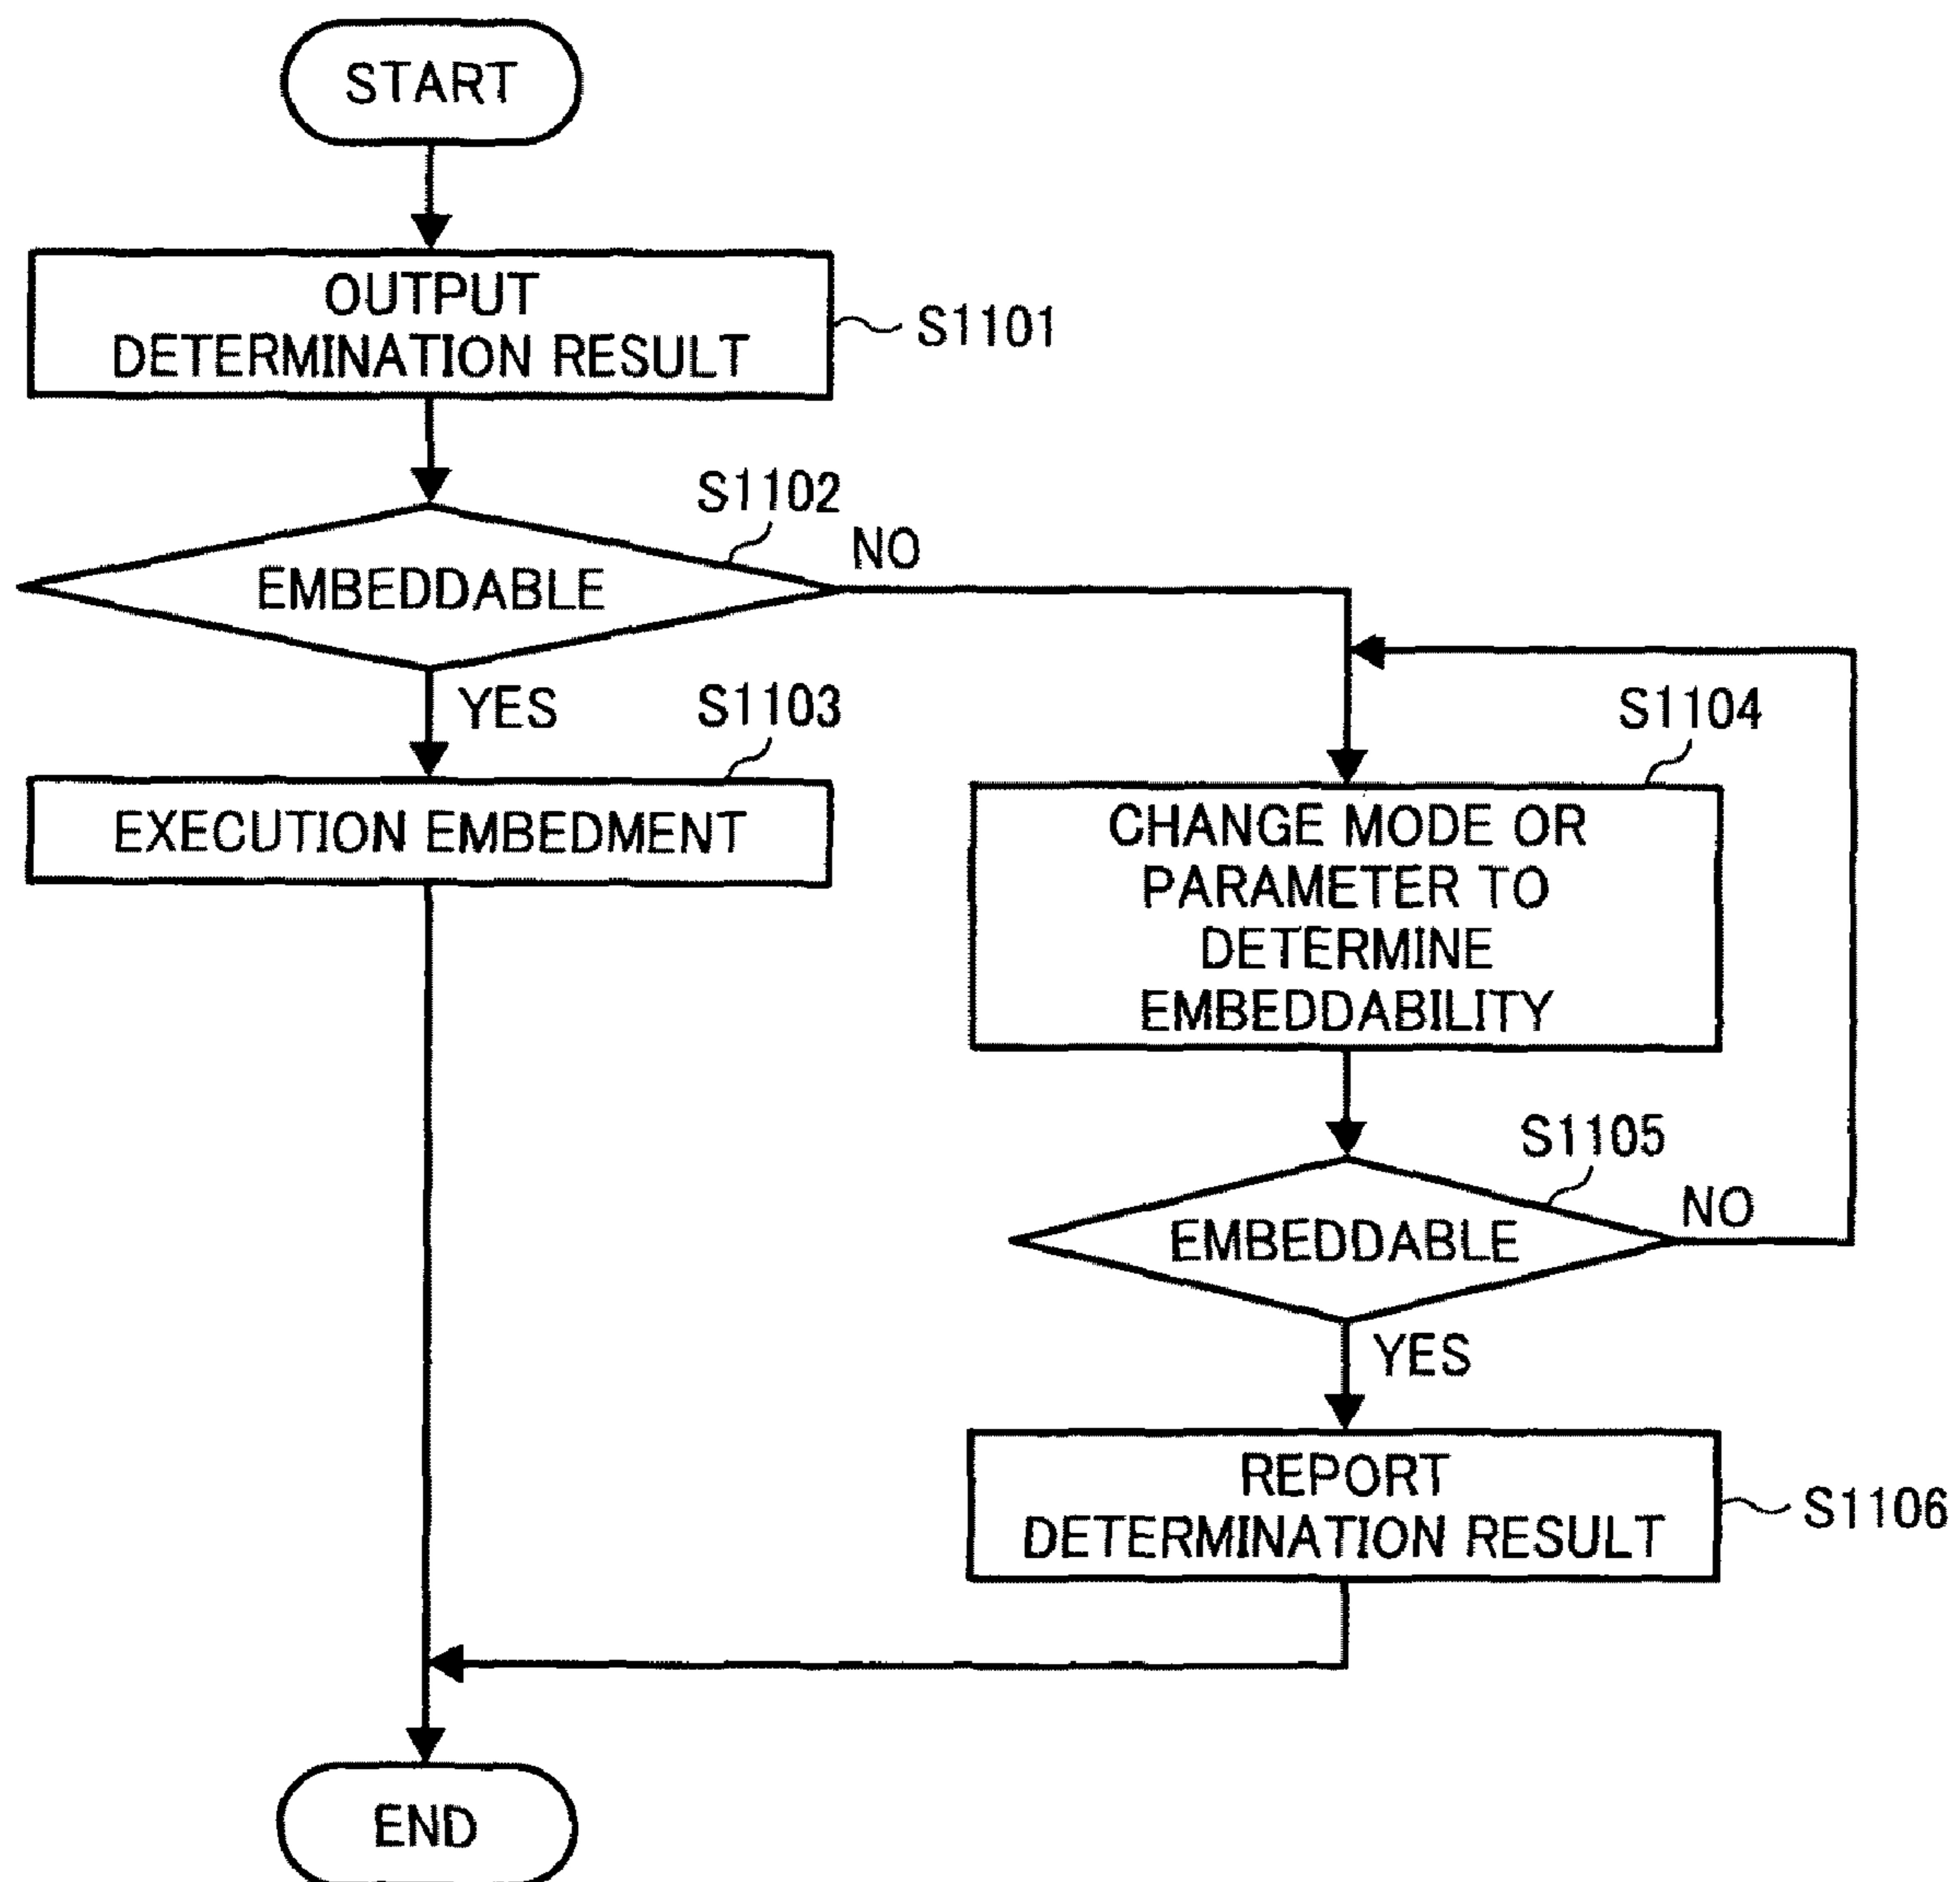 START
OUTPUT
DETERMINATION RESULT
S1101
S1102
NO
EMBEDDABLE
YES
S1103
EXECUTION EMBEDMENT
S1104
CHANGE MODE OR
PARAMETER TO
DETERMINE
EMBEDDABILITY
S1105
NO
EMBEDDABLE
YES
REPORT
DETERMINATION RESULT
S1106
END